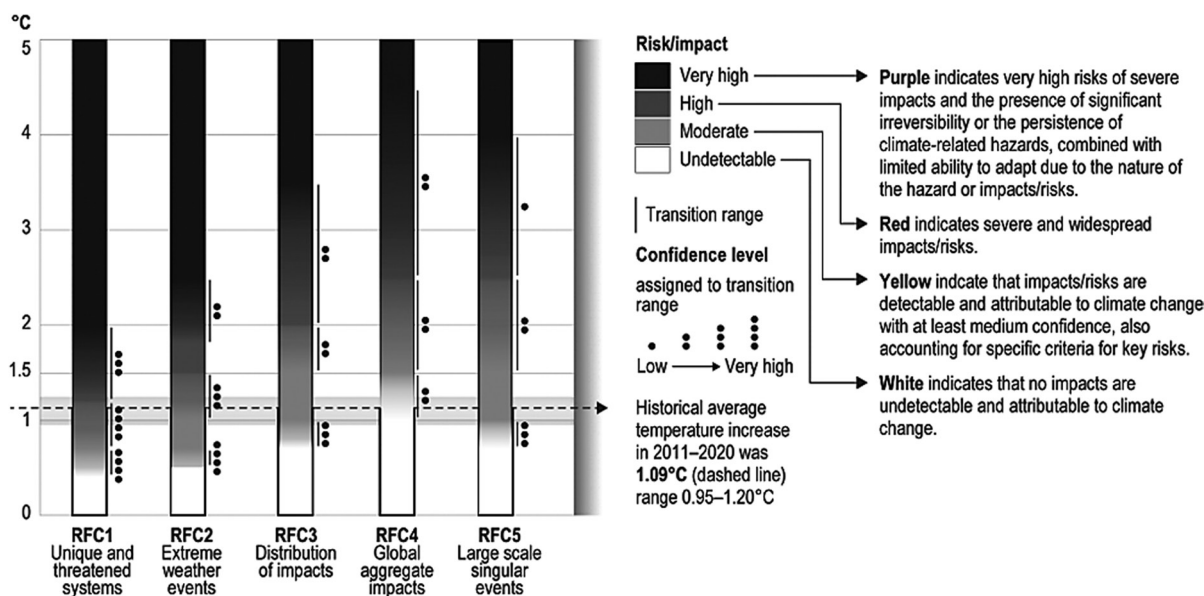 °C
5
4
3
2
1.5
1
0
RFC1
Unique and
threatened
systems
RFC2
Extreme
weather
events
RFC3
Distribution
of impacts
RFC4
Global
aggregate
impacts
RFC5
Large scale
singular
events
Risk/impact
Very high
High
Moderate
Undetectable
Transition range
Confidence level
assigned to transition
range
Low
Very high
Historical average
temperature increase
in 2011–2020 was
1.09°C (dashed line)
range 0.95–1.20°C
Purple indicates very high risks of severe
impacts and the presence of significant
irreversibility or the persistence of
climate-related hazards, combined with
limited ability to adapt due to the nature of
the hazard or impacts/risks.
Red indicates severe and widespread
impacts/risks.
Yellow indcate that impacts/risks are
detectable and attributable to climate change
with at least medium confidence, also
accounting for specific criteria for key risks.
White indicates that no impacts are
undetectable and attributable to climate
change.